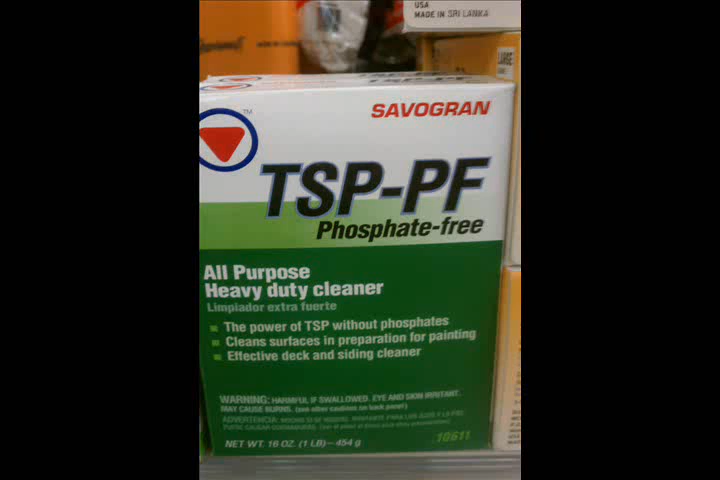 USA
MADE IN SRI LANKA
SAVOGRAN
TM
TSP-PF
Phosphate-free
All Purpose
Heavy duty cleaner
Limpiador extra fuerte
The power of TSP without phosphates
Cleans surfaces in preparation for painting
Effective deck and siding cleaner
WARNING: HARMFUL IF SWALLOWED. EYE AND SKIN IRRITANT.
MAY CAUSE BURNS. (see other cautions on back panel)
ADVERTENCIA:
NET WT. 16 OZ. (1 LB) – 454 g
10611